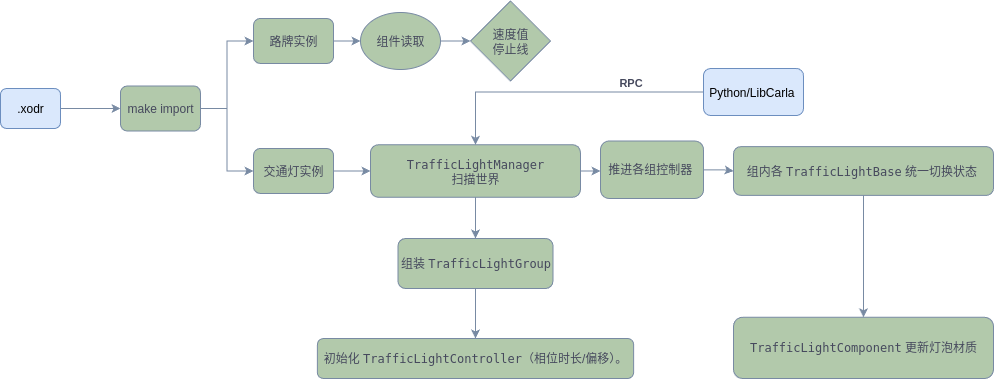 路牌实例
组件读取
速度值
停止线
RPC
Python/LibCarla
.xodr
make import
交通灯实例
TrafficLightManager
扫描世界
推进各组控制器
组内各 TrafficLightBase 统一切换状态
组装 TrafficLightGroup
初始化 TrafficLightController（相位时长/偏移）。
TrafficLightComponent 更新灯泡材质